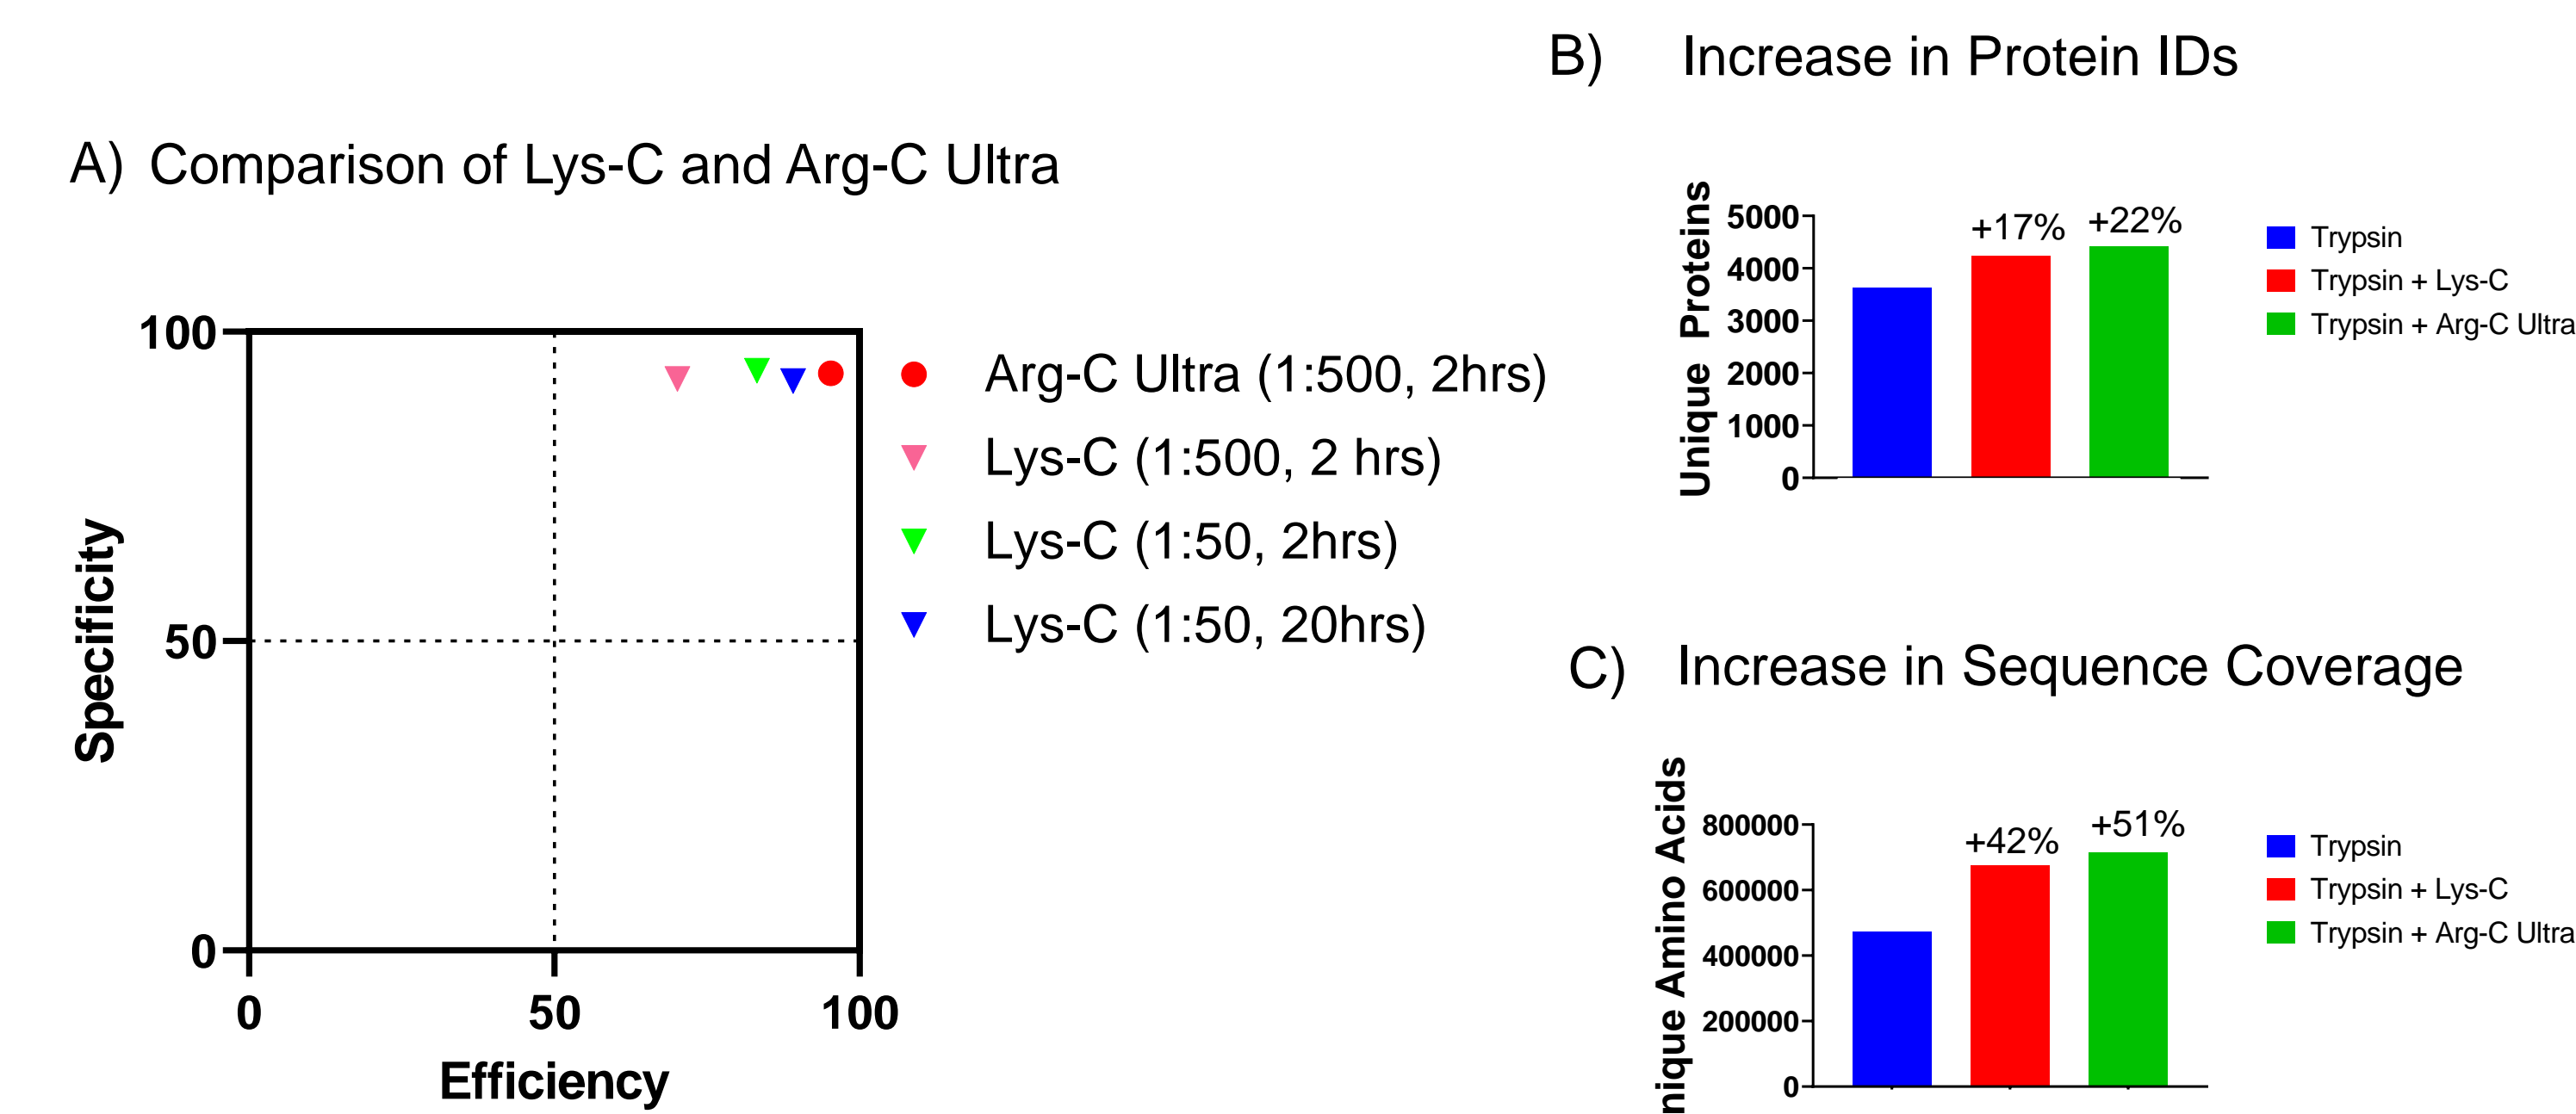 A) Comparison of Lys-C and Arg-C Ultra
100
50
0
0 50 100
Specificity
Efficiency
Arg-C Ultra (1:500, 2hrs)
Lys-C (1:500, 2 hrs)
Lys-C (1:50, 2hrs)
Lys-C (1:50, 20hrs)
B) Increase in Protein IDs
Unique Proteins
5000
4000
3000
2000
1000
0
+17% +22%
Trypsin
Trypsin + Lys-C
Trypsin + Arg-C Ultra
C) Increase in Sequence Coverage
nique Amino Acids
800000
600000
400000
200000
0
+42% +51%
Trypsin
Trypsin + Lys-C
Trypsin + Arg-C Ultra